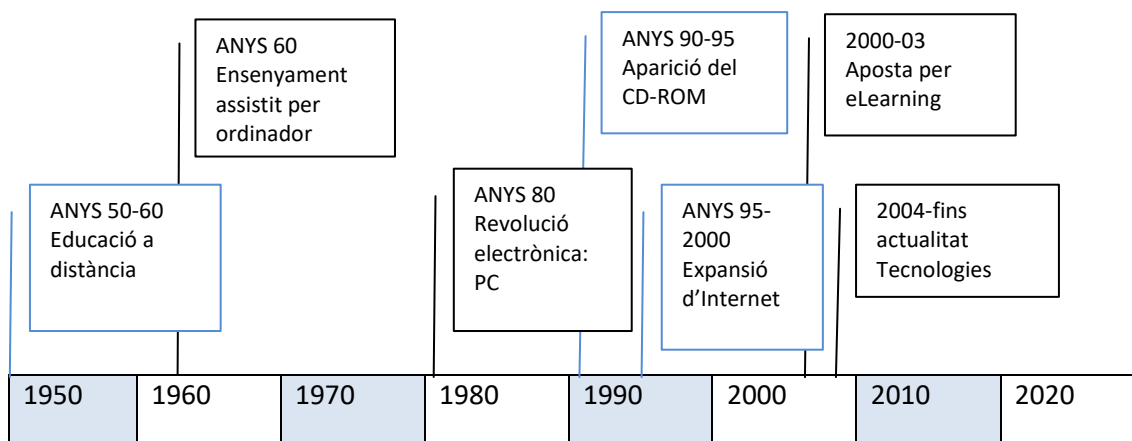 ANYS 60
Ensenyament
assistit per
ordinador
ANYS 90-95
Aparició del
CD-ROM
2000-03
Aposta per
eLearning
ANYS 50-60
Educació a
distància
ANYS 80
Revolució
electrònica:
PC
ANYS 95-
2000
Expansió
d’Internet
2004-fins
actualitat
Tecnologies
1950
1960
1970
1980
1990
2000
2010
2020